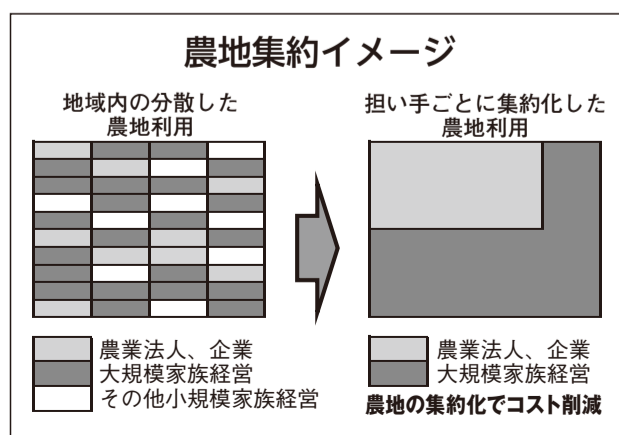 農地集約イメージ
地域内の分散した
農地利用
担い手ごとに集約化した
農地利用
農業法人、企業
大規模家族経営
その他小規模家族経営
農業法人、企業
大規模家族経営
農地の集約化でコスト削減